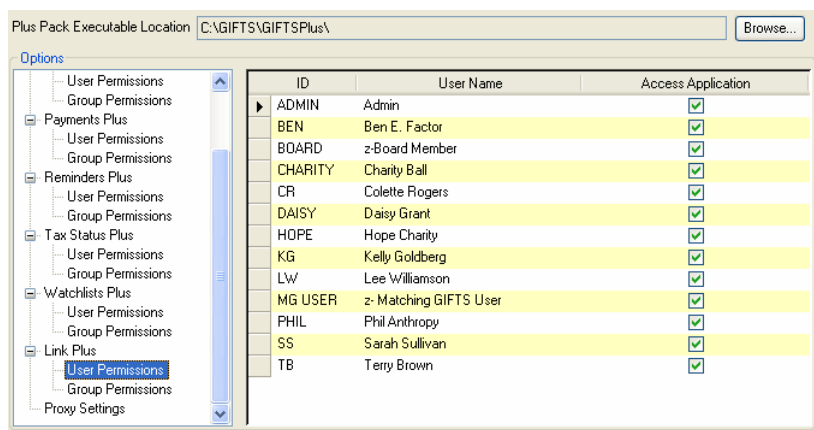 Plus Pack Executable Location C:\GIFTS\GIFTSPlus\ Browse...
Options
User Permissions
Group Permissions
Payments Plus
User Permissions
Group Permissions
Reminders Plus
User Permissions
Group Permissions
Tax Status Plus
User Permissions
Group Permissions
Watchlists Plus
User Permissions
Group Permissions
Link Plus
User Permissions
Group Permissions
Proxy Settings
ID User Name Access Application
ADMIN Admin
BEN Ben E. Factor
BOARD z-Board Member
CHARITY Charity Ball
CR Colette Rogers
DAISY Daisy Grant
HOPE Hope Charity
KG Kelly Goldberg
LW Lee Williamson
MG USER z- Matching GIFTS User
PHIL Phil Anthropy
SS Sarah Sullivan
TB Terry Brown